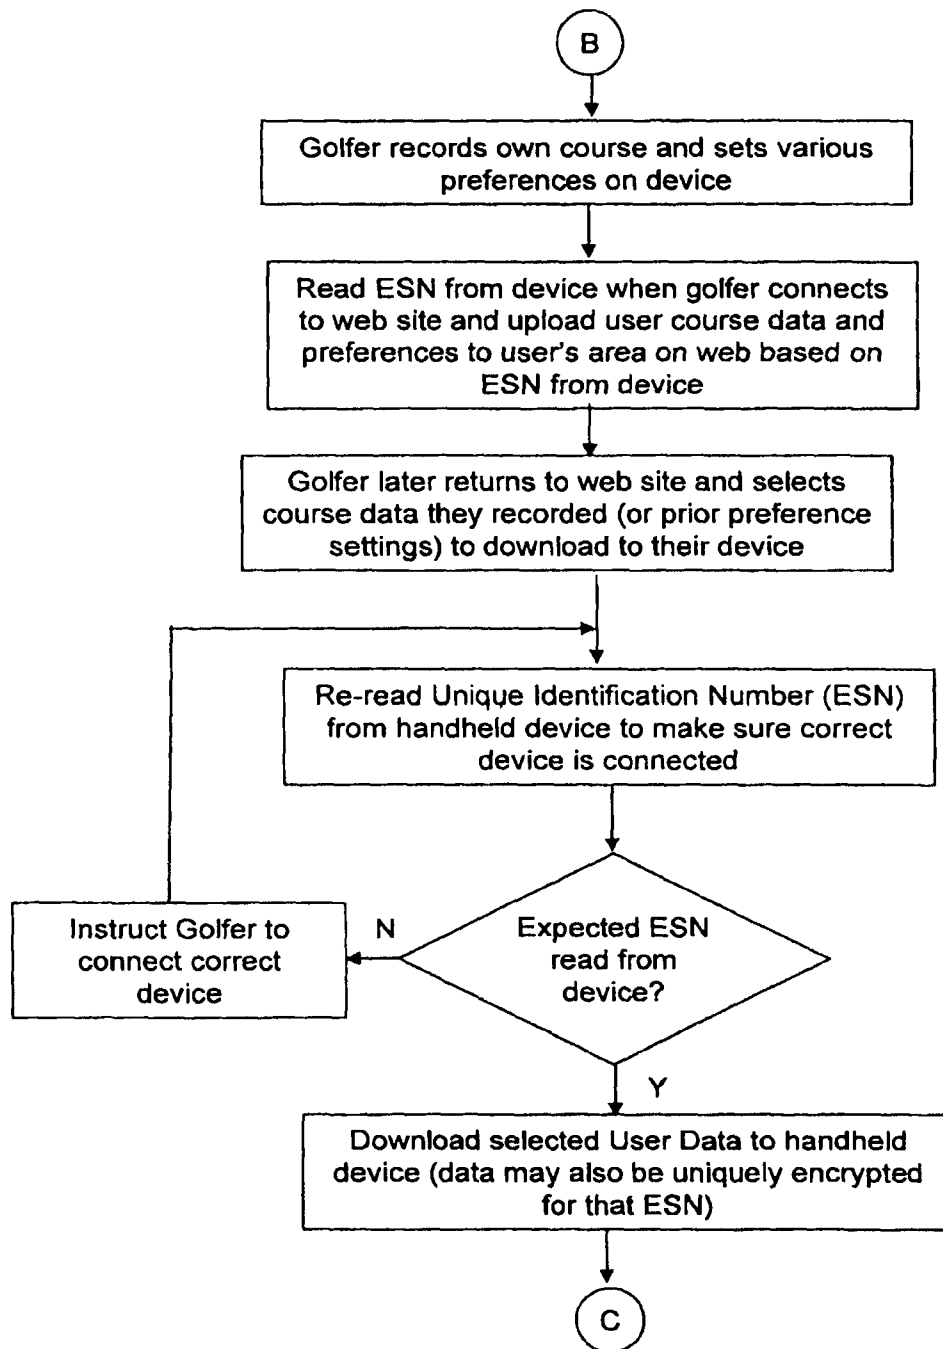 B
Golfer records own course and sets various
preferences on device
Read ESN from device when golfer connects
to web site and upload user course data and
preferences to user's area on web based on
ESN from device
Golfer later returns to web site and selects
course data they recorded (or prior preference
settings) to download to their device
Re-read Unique Identification Number (ESN)
from handheld device to make sure correct
device is connected
Expected ESN
read from
device?
N
Instruct Golfer to
connect correct
device
Y
Download selected User Data to handheld
device (data may also be uniquely encrypted
for that ESN)
C